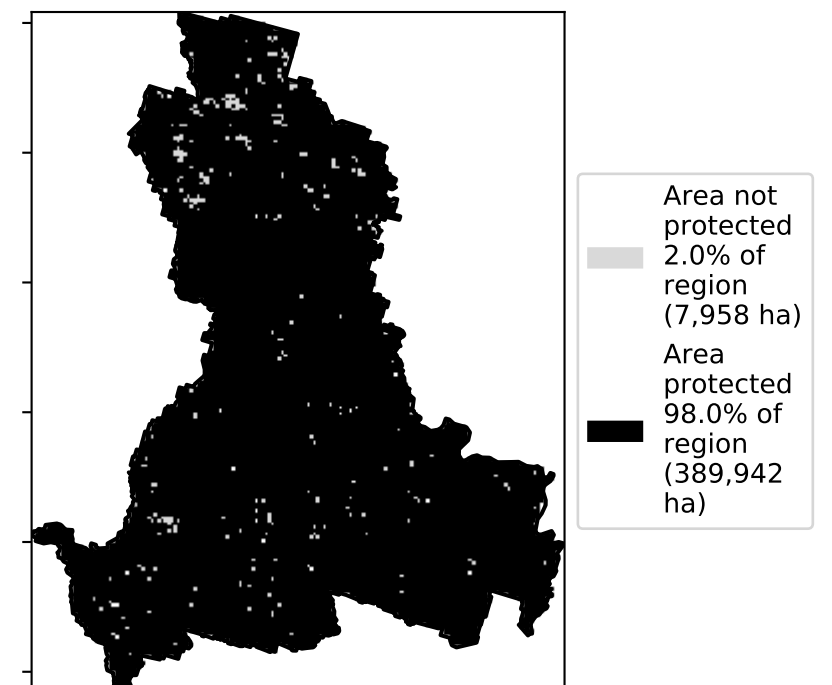 Area not
protected
2.0% of
region
(7,958 ha)
Area
protected
98.0% of
region
(389,942
ha)